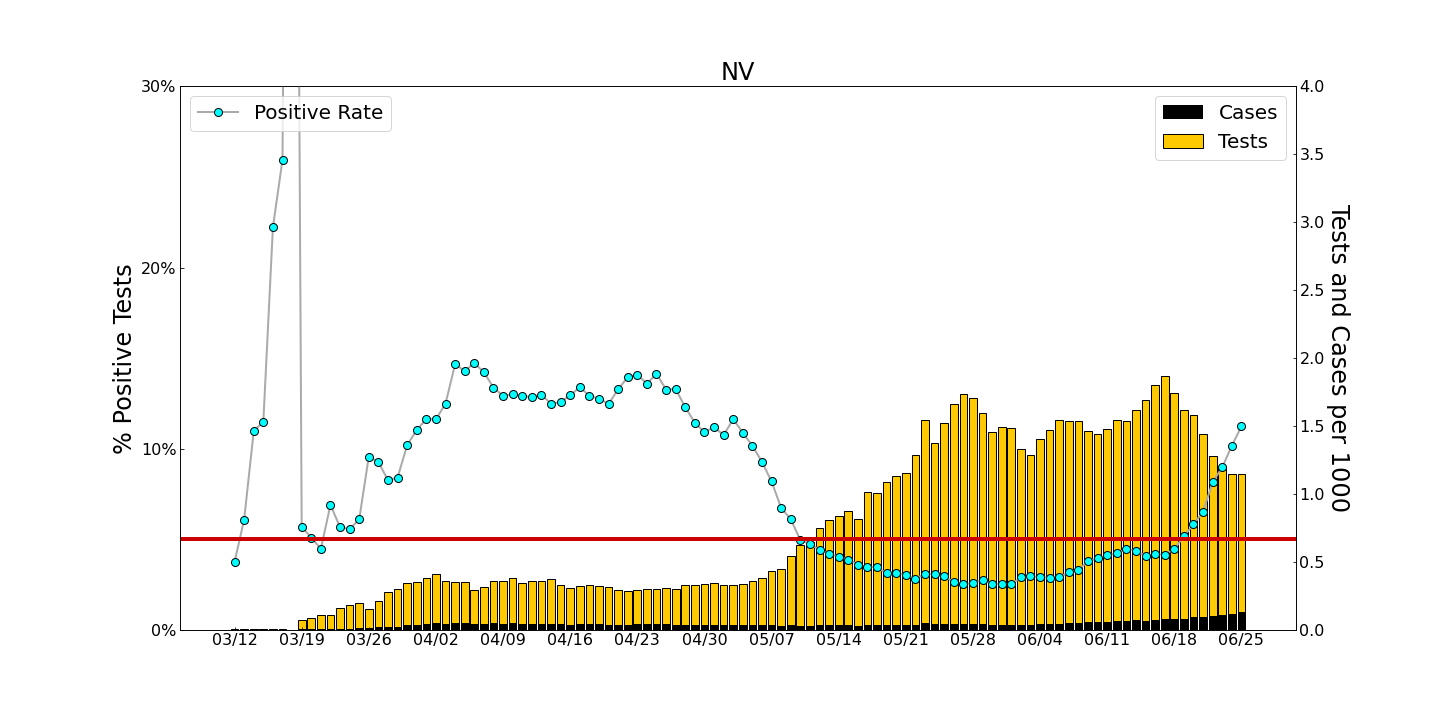 NV
30%
20%
10%
0%
% Positive Tests
Positive Rate
Cases
Tests
4.0
3.5
3.0
2.5
2.0
1.5
1.0
0.5
0.0
Tests and Cases per 1000
03/12 03/19 03/26 04/02 04/09 04/16 04/23 04/30 05/07 05/14 05/21 05/28 06/04 06/11 06/18 06/25